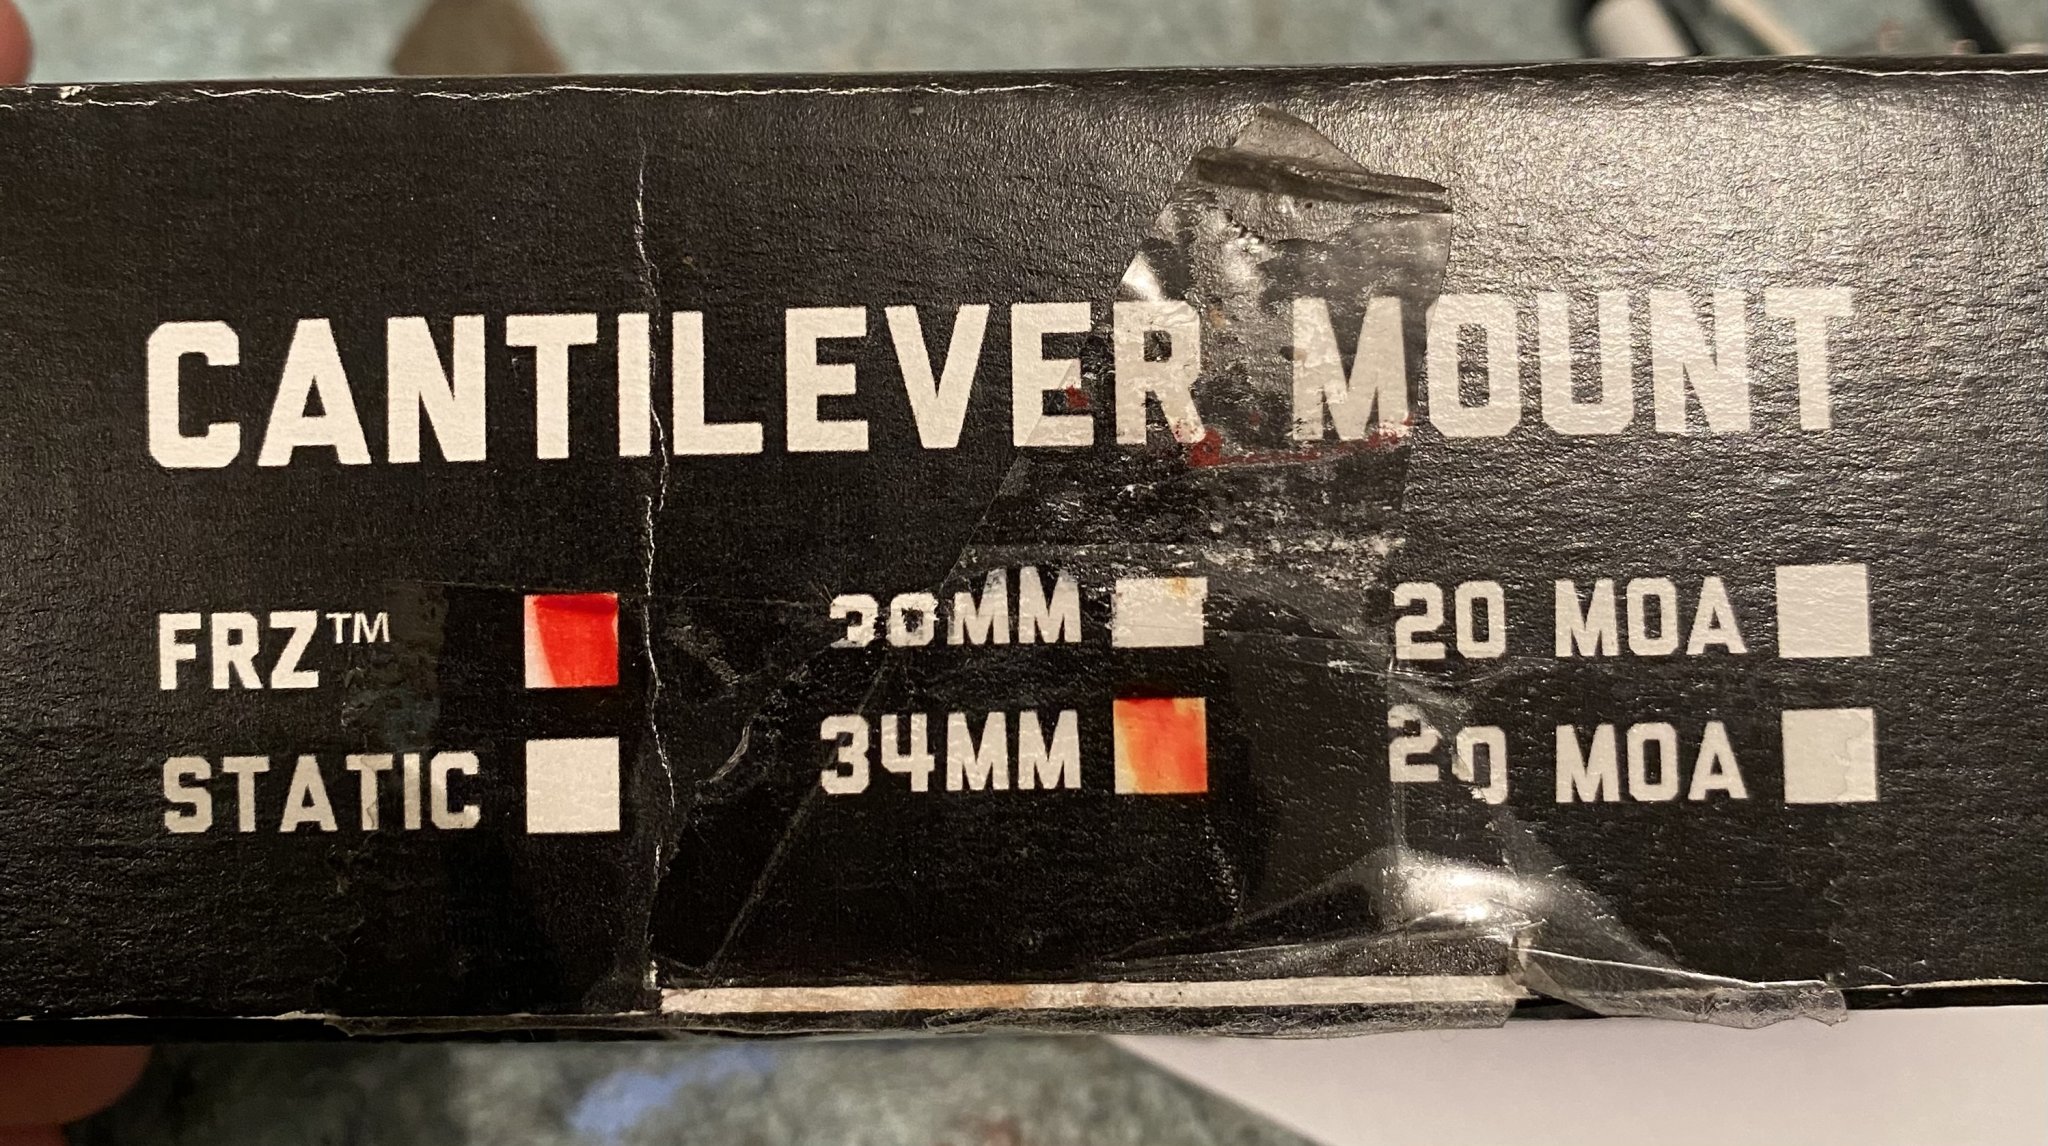 CANTILEVER MOUNT
FRZ™ 30MM 20 MOA
STATIC 34MM 20 MOA